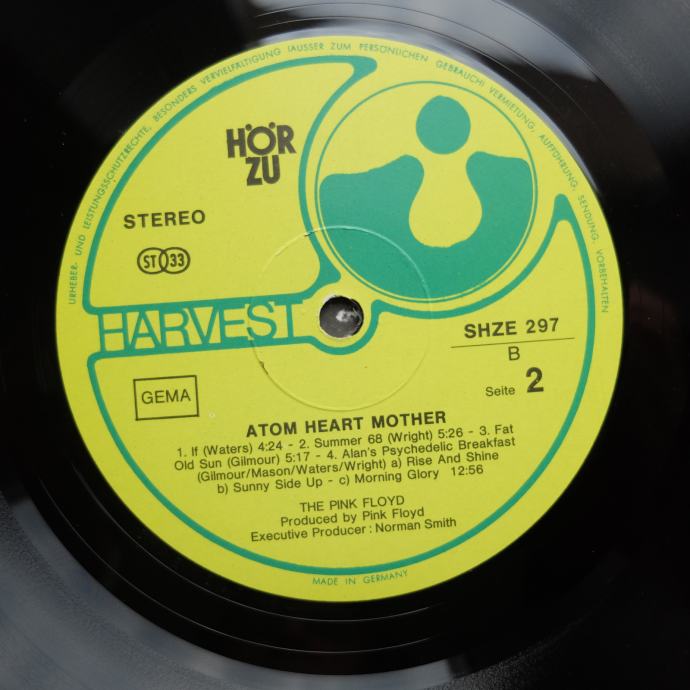 URHEBER- UND LEISTUNGSSCHUTZRECHTE, BESONDERS VERVIELFÄLTIGUNG (AUSSER ZUM PERSÖNLICHEN GEBRAUCH) VERMIETUNG, AUFFÜHRUNG, SENDUNG, VORBEHALTEN
HÖR
ZU
STEREO
ST 33
HARVEST
SHZE 297
B
Seite 2
GEMA
ATOM HEART MOTHER
1. If (Waters) 4:24 - 2. Summer 68 (Wright) 5:26 - 3. Fat
Old Sun (Gilmour) 5:17 - 4. Alan's Psychedelic Breakfast
(Gilmour/Mason/Waters/Wright) a) Rise And Shine
b) Sunny Side Up - c) Morning Glory 12:56
THE PINK FLOYD
Produced by Pink Floyd
Executive Producer: Norman Smith
MADE IN GERMANY